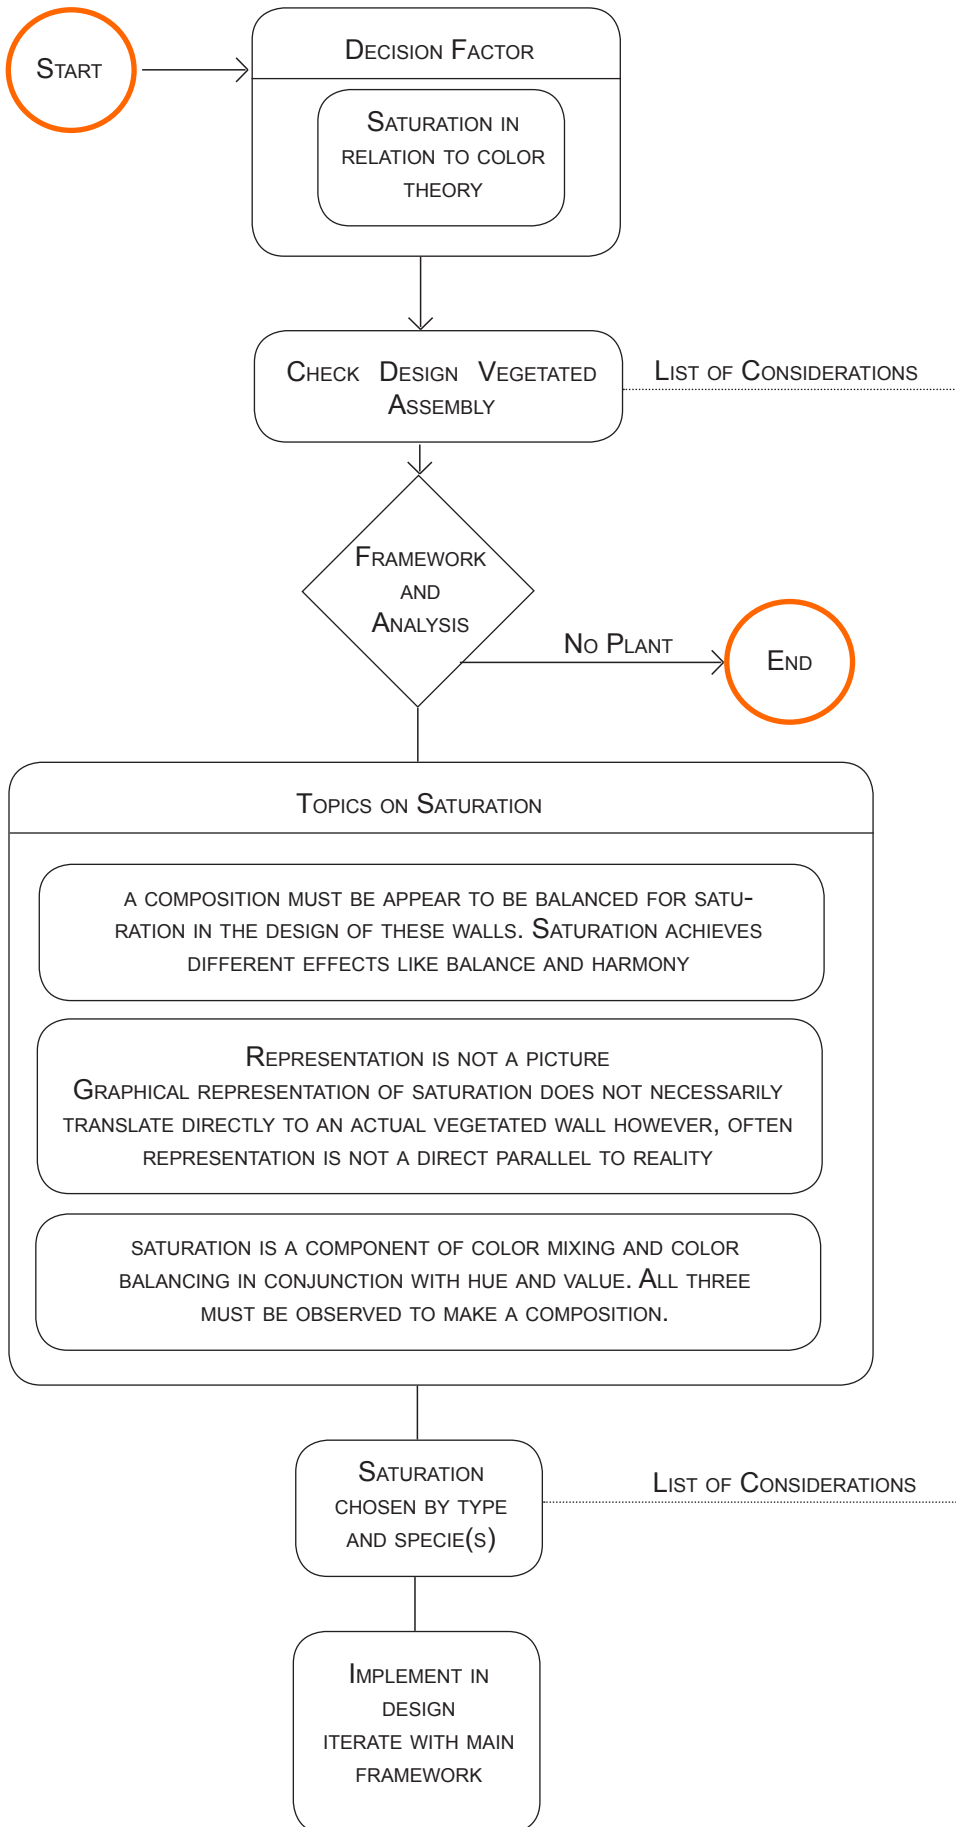 Start
Decision Factor
Saturation in
relation to color
theory
Check Design Vegetated
Assembly
List of Considerations
Framework
and
Analysis
No Plant
End
Topics on Saturation
a composition must be appear to be balanced for satu-
ration in the design of these walls. Saturation achieves
different effects like balance and harmony
Representation is not a picture
Graphical representation of saturation does not necessarily
translate directly to an actual vegetated wall however, often
representation is not a direct parallel to reality
saturation is a component of color mixing and color
balancing in conjunction with hue and value. All three
must be observed to make a composition.
Saturation
chosen by type
and specie(s)
List of Considerations
Implement in
design
iterate with main
framework